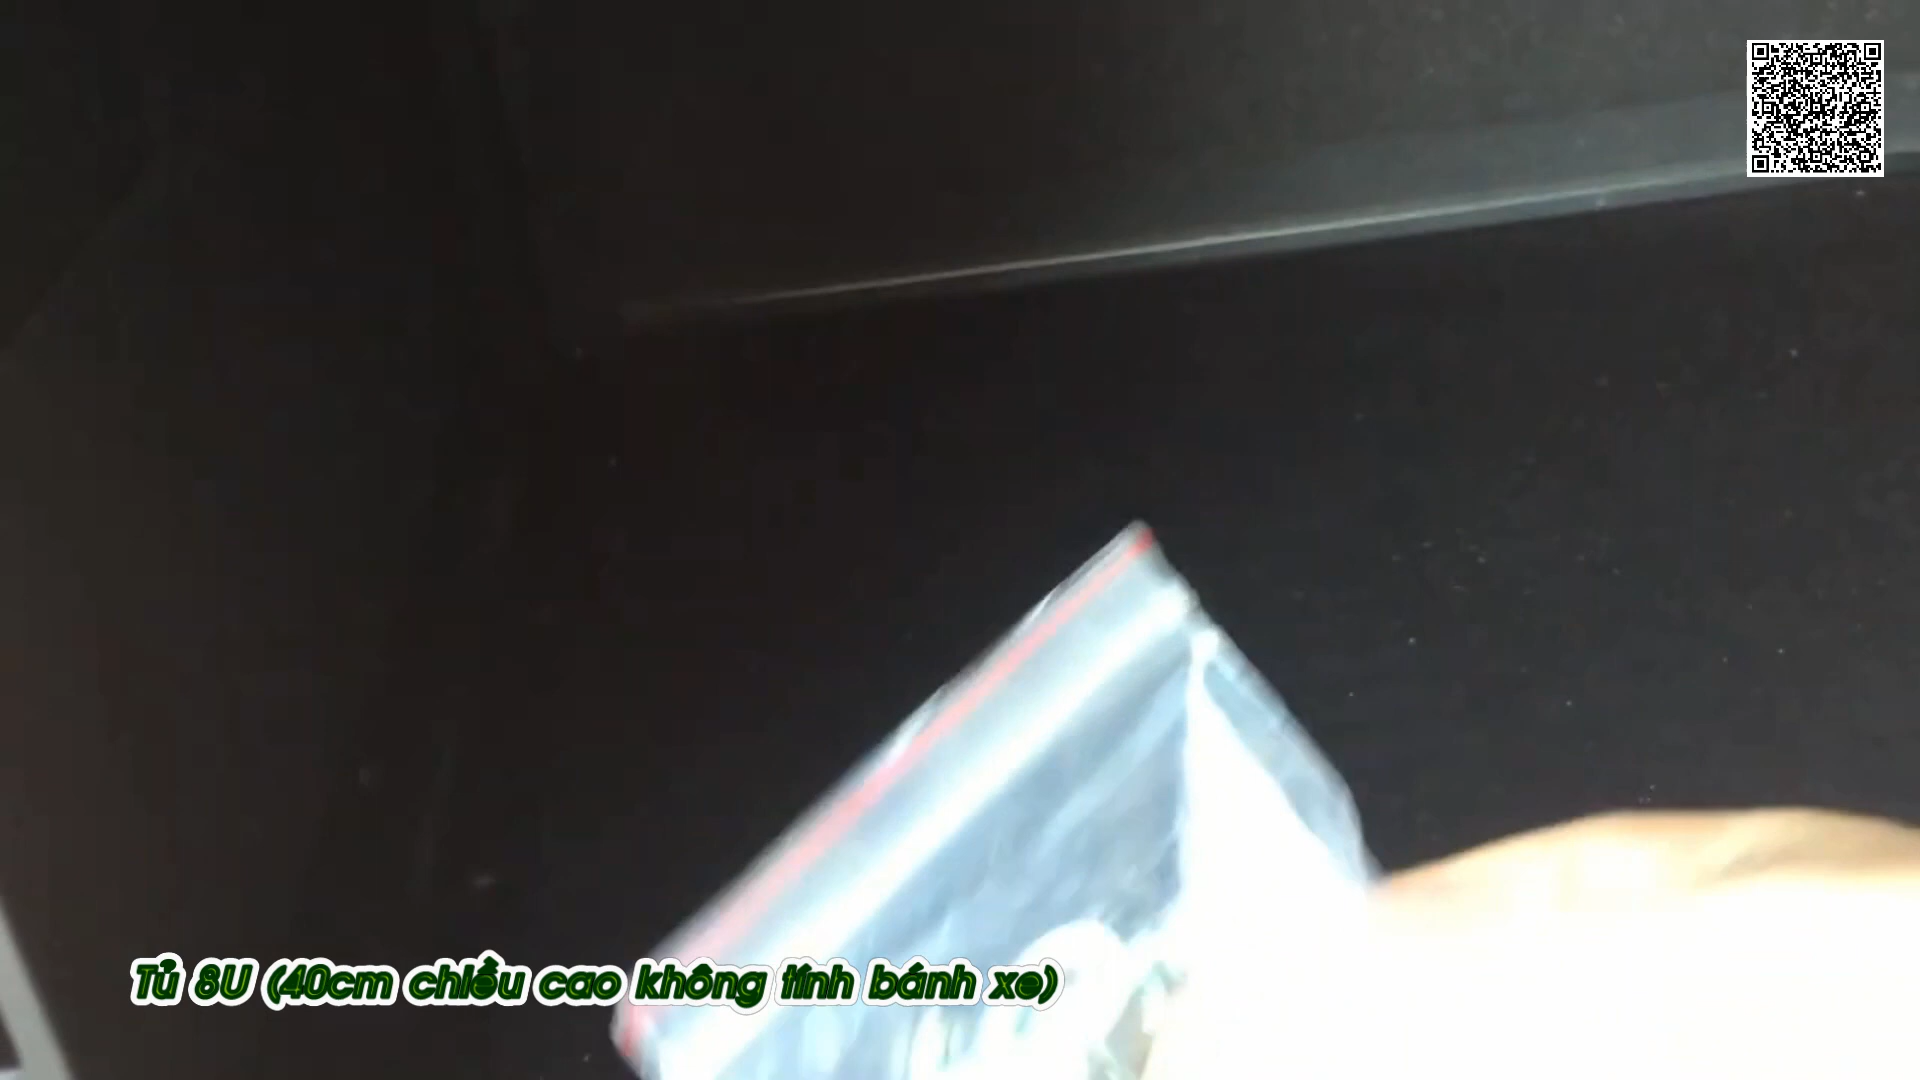 Tủ 8U (40cm chiều cao không tính bánh xe)